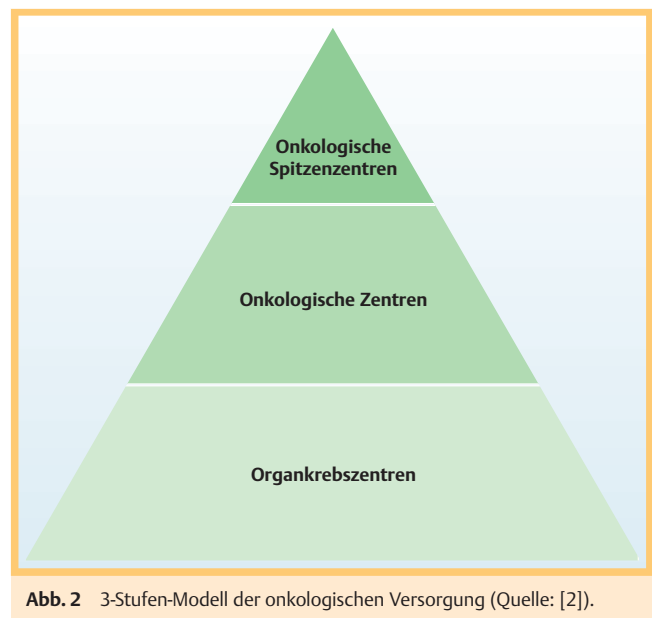 Onkologische
Spitzenzentren
Onkologische Zentren
Organkrebszentren
Abb. 2 3-Stufen-Modell der onkologischen Versorgung (Quelle: [2]).